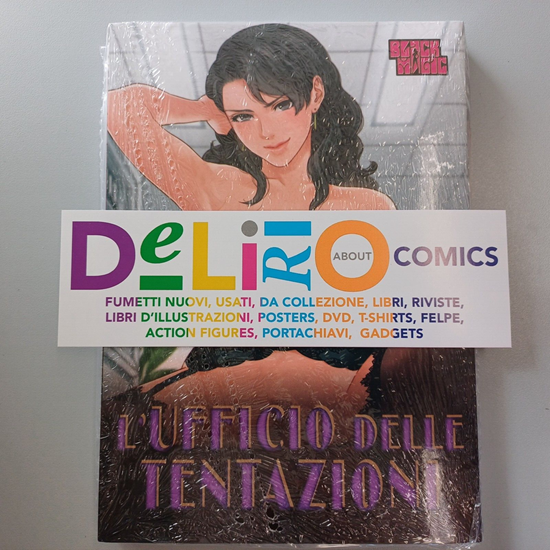 BLACK
MAGIC
DeLiRiO ABOUT COMICS
FUMETTI NUOVI, USATI, DA COLLEZIONE, LIBRI, RIVISTE,
LIBRI D'ILLUSTRAZIONI, POSTERS, DVD, T-SHIRTS, FELPE,
ACTION FIGURES, PORTACHIAVI, GADGETS
L'UFFICIO DELLE
TENTAZIONI